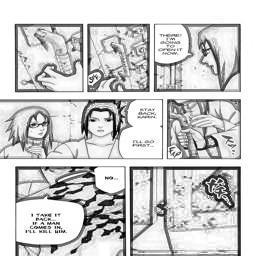 THERE!
I'M
GOING
TO
OPEN IT
NOW.
STAY
BACK,
KARIN.
I'LL GO
FIRST...
NO...
I TAKE IT
BACK...
IF A MAN
COMES IN,
I'LL KILL HIM.